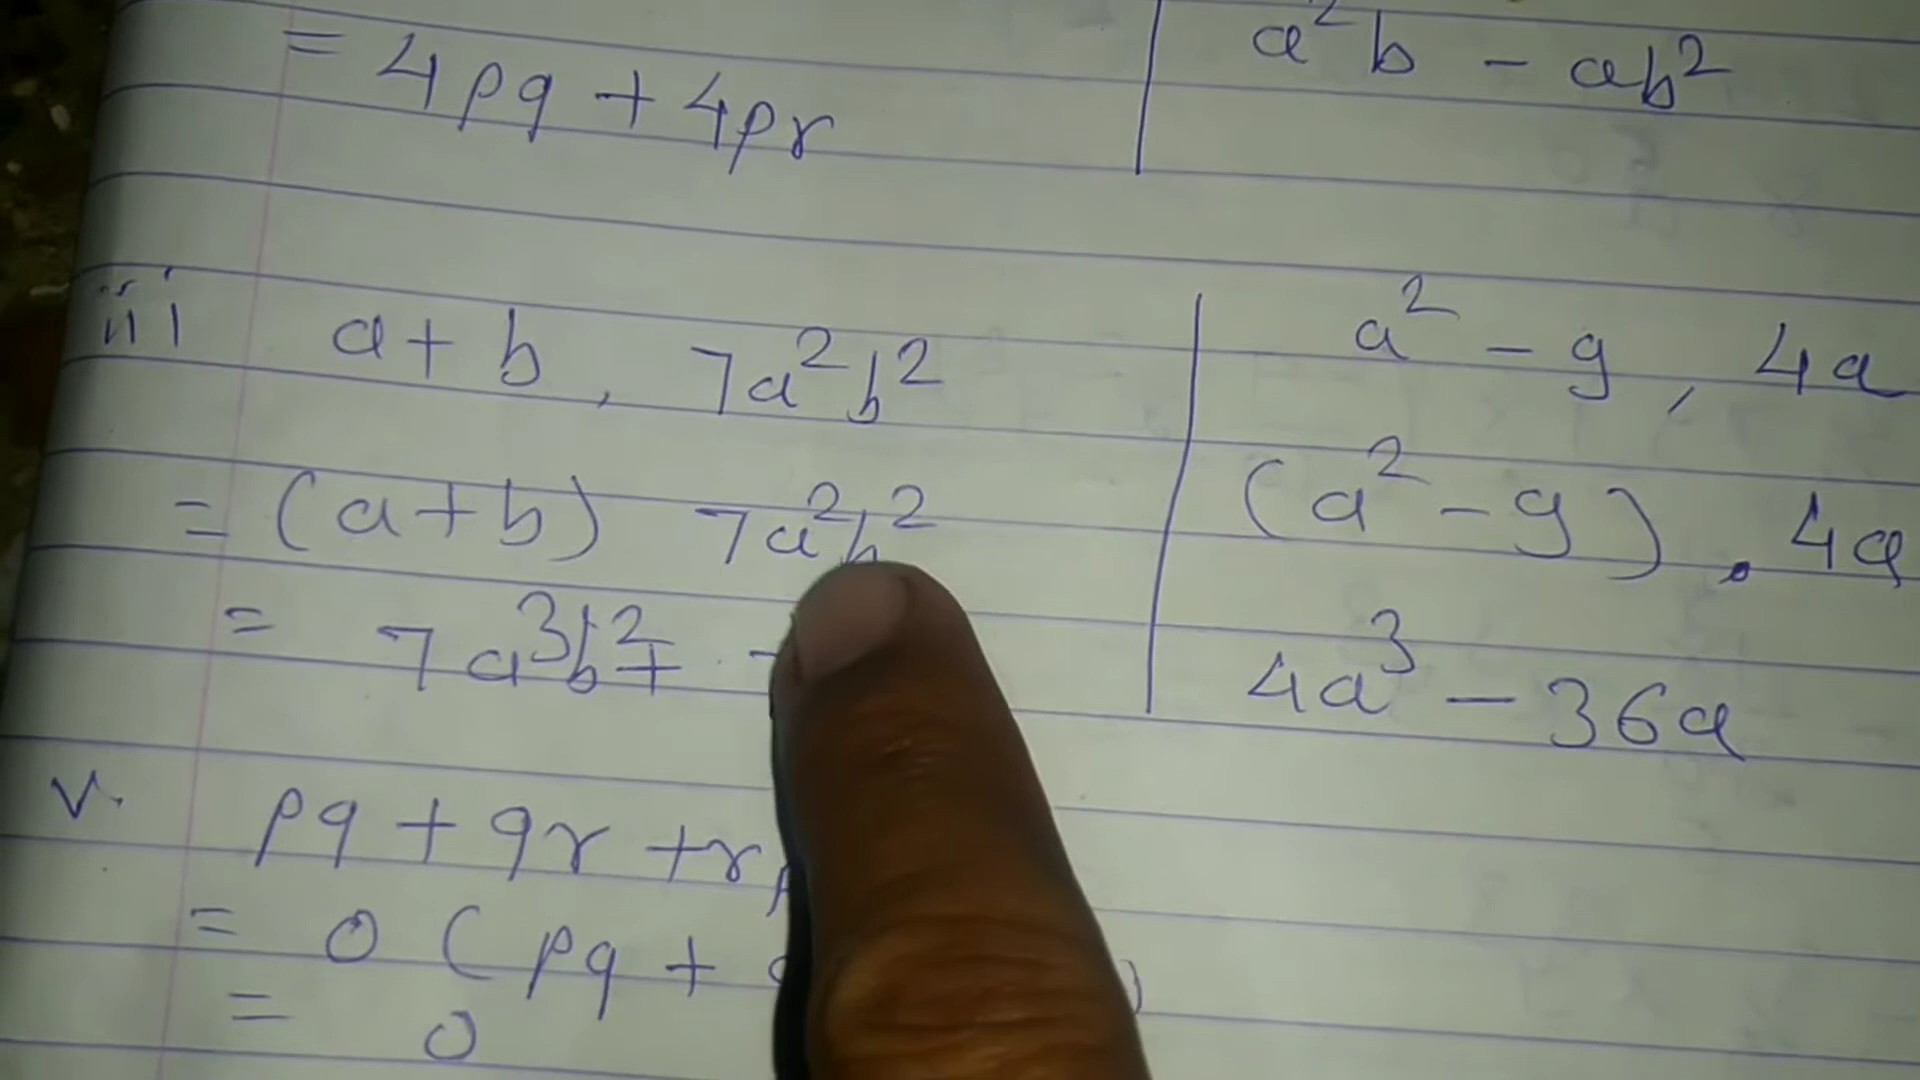 = 4pq + 4pr
a²b - ab²
iii a + b, 7a²b²
= (a+b) 7a²b²
= 7a³b² +
a² - 9, 4a
(a² - 9) . 4a
4a³ - 36a
v. pq + qr + r
= 0 (pq +
= 0